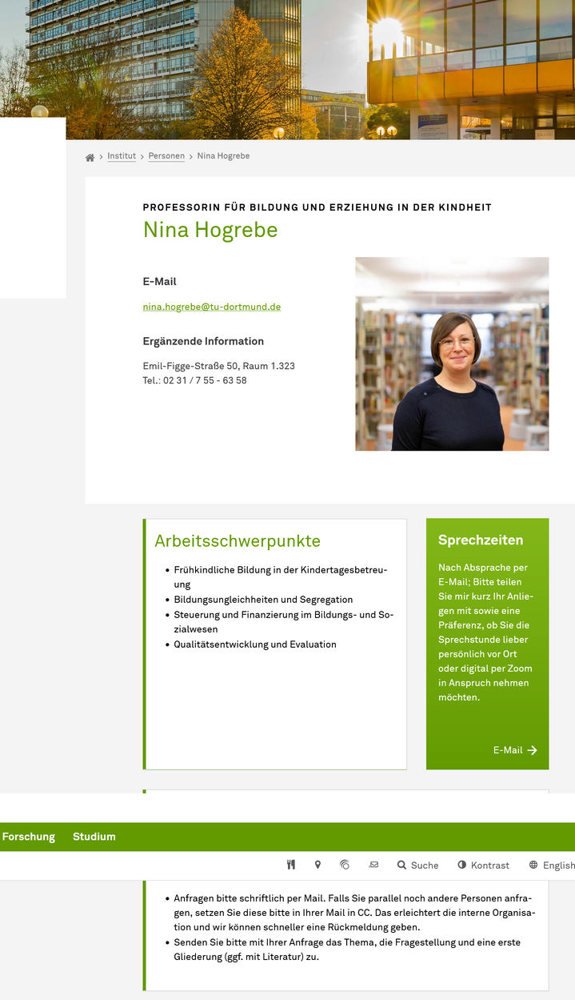 Institut
Personen
Nina Hogrebe
PROFESSORIN FÜR BILDUNG UND ERZIEHUNG IN DER KINDHEIT
Nina Hogrebe
E-Mail
nina.hogrebe@tu-dortmund.de
Ergänzende Information
Emil-Figge-Straße 50, Raum 1.323
Tel.: 02 31 / 7 55 - 63 58
Arbeitsschwerpunkte
• Frühkindliche Bildung in der Kindertagesbetreu-
ung
• Bildungsungleichheiten und Segregation
• Steuerung und Finanzierung im Bildungs- und So-
zialwesen
• Qualitätsentwicklung und Evaluation
Sprechzeiten
Nach Absprache per
E-Mail; Bitte teilen
Sie mir kurz Ihr Anlie-
gen mit sowie eine
Präferenz, ob Sie die
Sprechstunde lieber
persönlich vor Ort
oder digital per Zoom
in Anspruch nehmen
möchten.
E-Mail
Forschung
Studium
Suche
Kontrast
English
• Anfragen bitte schriftlich per Mail. Falls Sie parallel noch andere Personen anfra-
gen, setzen Sie diese bitte in Ihrer Mail in CC. Das erleichtert die interne Organisa-
tion und wir können schneller eine Rückmeldung geben.
• Senden Sie bitte mit Ihrer Anfrage das Thema, die Fragestellung und eine erste
Gliederung (ggf. mit Literatur) zu.